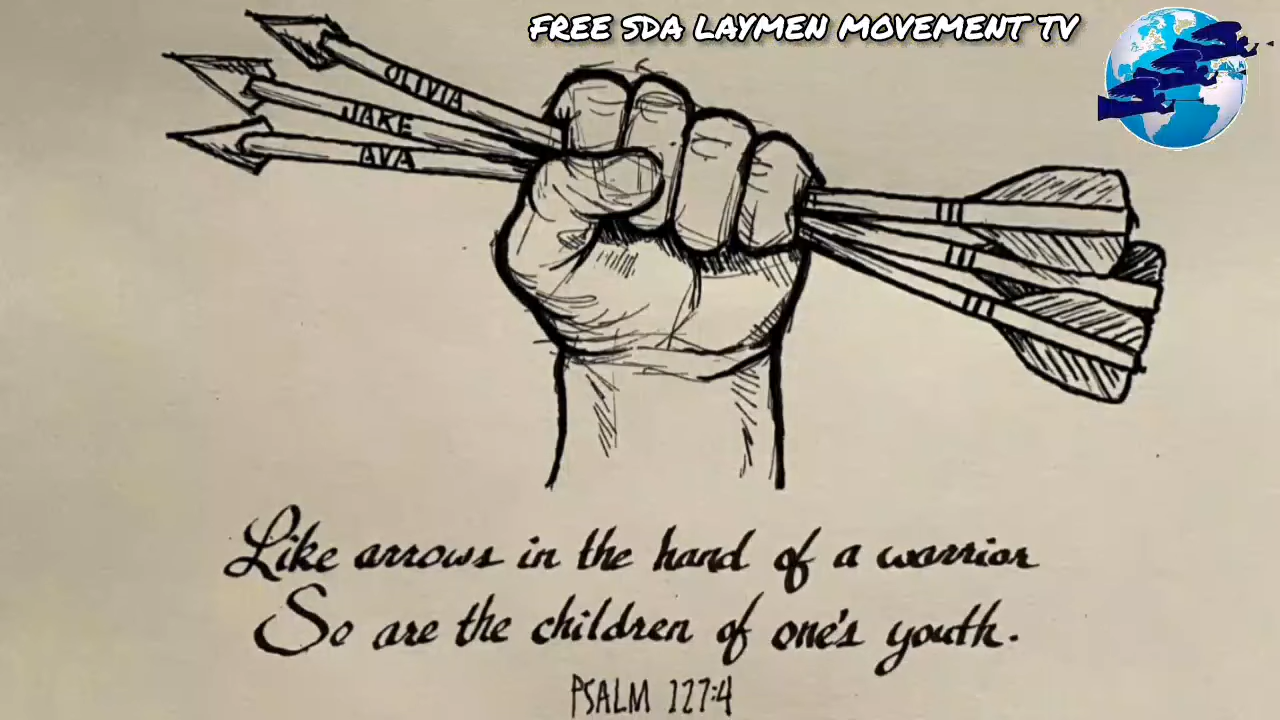 FREE SDA LAYMEN MOVEMENT TV
OLIVIA
JAKE
AVA
Like arrows in the hand of a warrior
So are the children of one's youth.
PSALM 127:4